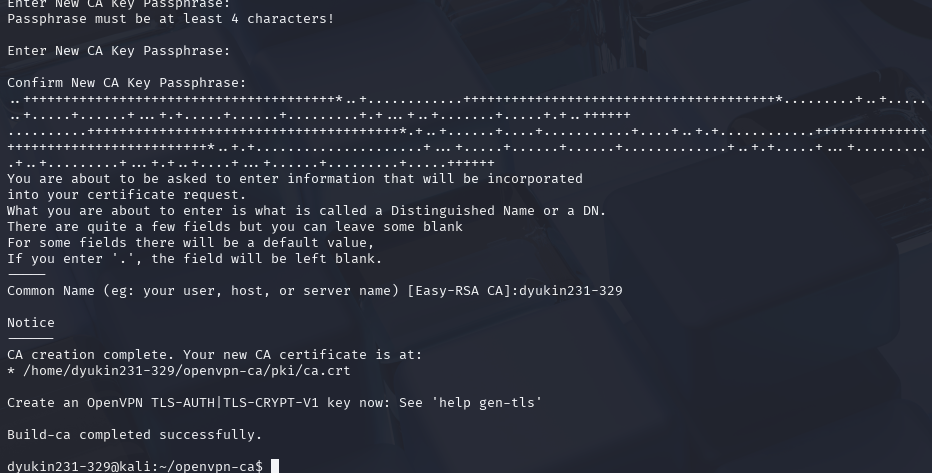 Enter New CA Key Passphrase:
Passphrase must be at least 4 characters!
Enter New CA Key Passphrase:
Confirm New CA Key Passphrase:
You are about to be asked to enter information that will be incorporated
into your certificate request.
What you are about to enter is what is called a Distinguished Name or a DN.
There are quite a few fields but you can leave some blank
For some fields there will be a default value,
If you enter '.', the field will be left blank.
-----
Common Name (eg: your user, host, or server name) [Easy-RSA CA]:dyukin231-329
Notice
------
CA creation complete. Your new CA certificate is at:
* /home/dyukin231-329/openvpn-ca/pki/ca.crt
Create an OpenVPN TLS-AUTH|TLS-CRYPT-V1 key now: See 'help gen-tls'
Build-ca completed successfully.
dyukin231-329@kali:~/openvpn-ca$